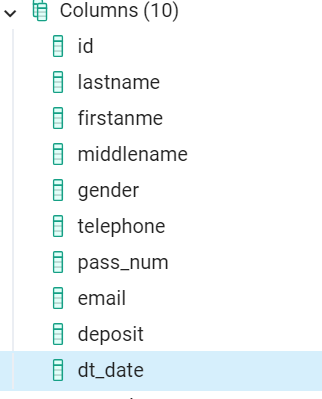 Columns (10)
id
lastname
firstanme
middlename
gender
telephone
pass_num
email
deposit
dt_date